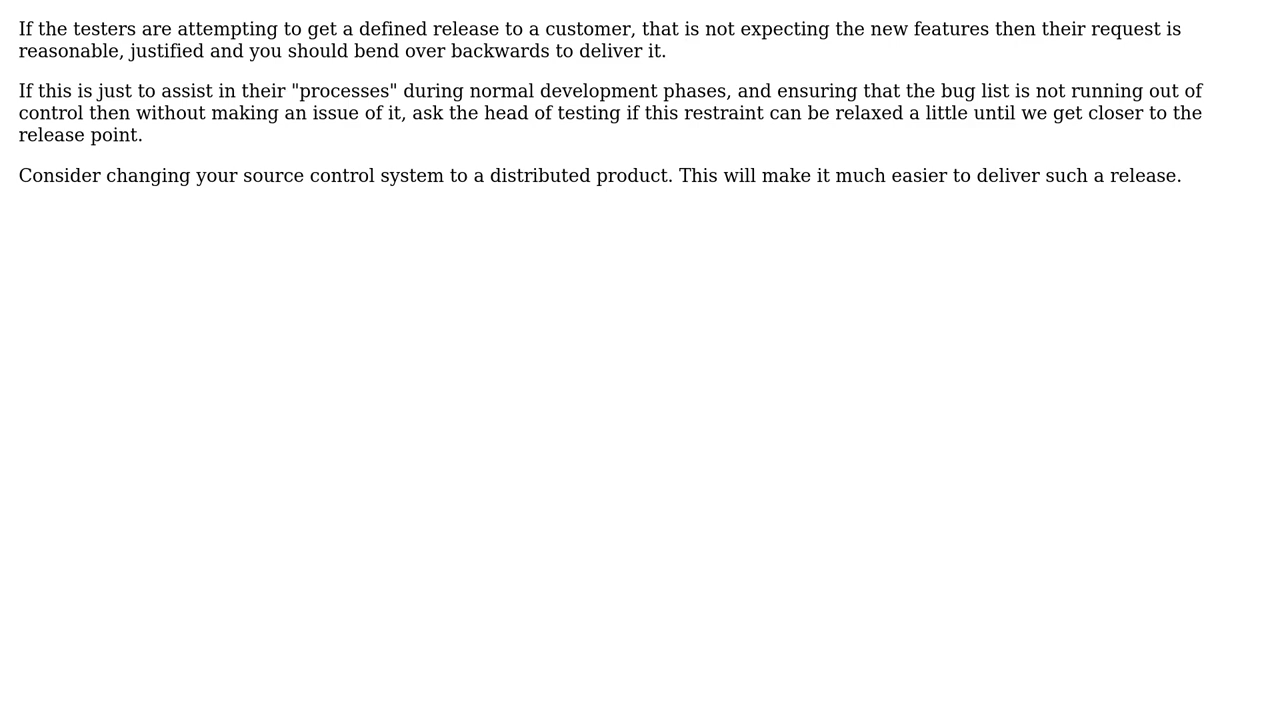 If the testers are attempting to get a defined release to a customer, that is not expecting the new features then their request is
reasonable, justified and you should bend over backwards to deliver it.
If this is just to assist in their "processes" during normal development phases, and ensuring that the bug list is not running out of
control then without making an issue of it, ask the head of testing if this restraint can be relaxed a little until we get closer to the
release point.
Consider changing your source control system to a distributed product. This will make it much easier to deliver such a release.